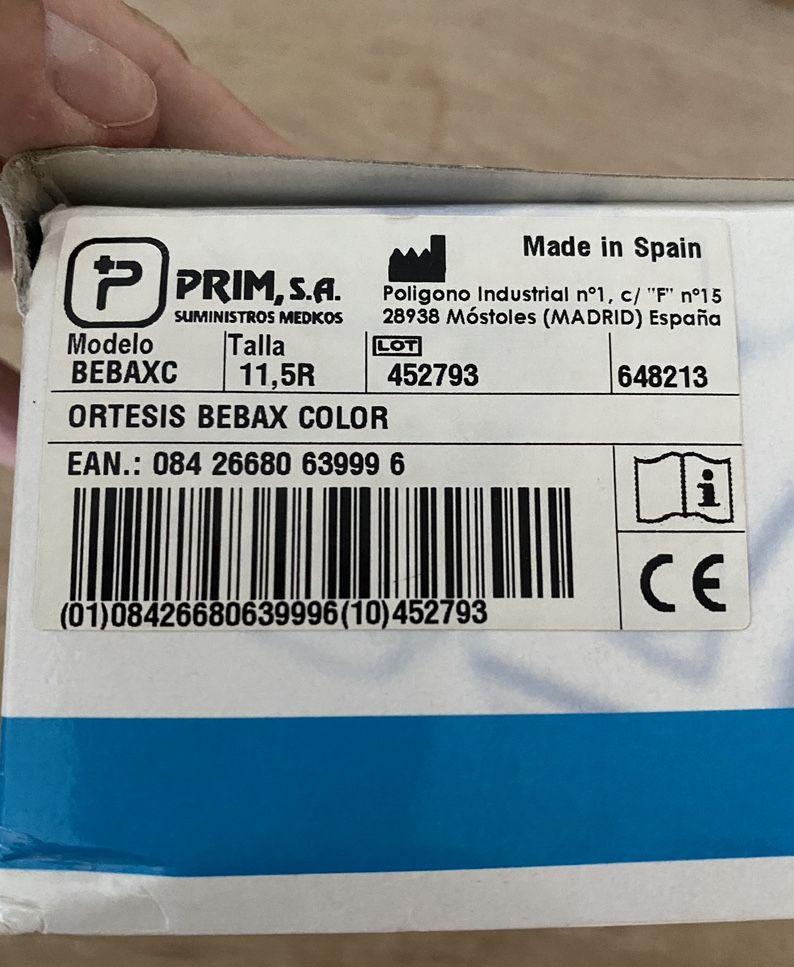 Made in Spain
PRIM, S.A.
SUMINISTROS MEDICOS
Poligono Industrial nº1, c/ "F" nº15
28938 Móstoles (MADRID) España
Modelo Talla LOT
BEBAXC 11,5R 452793 648213
ORTESIS BEBAX COLOR
EAN.: 084 26680 63999 6
(01)08426680639996(10)452793
CE